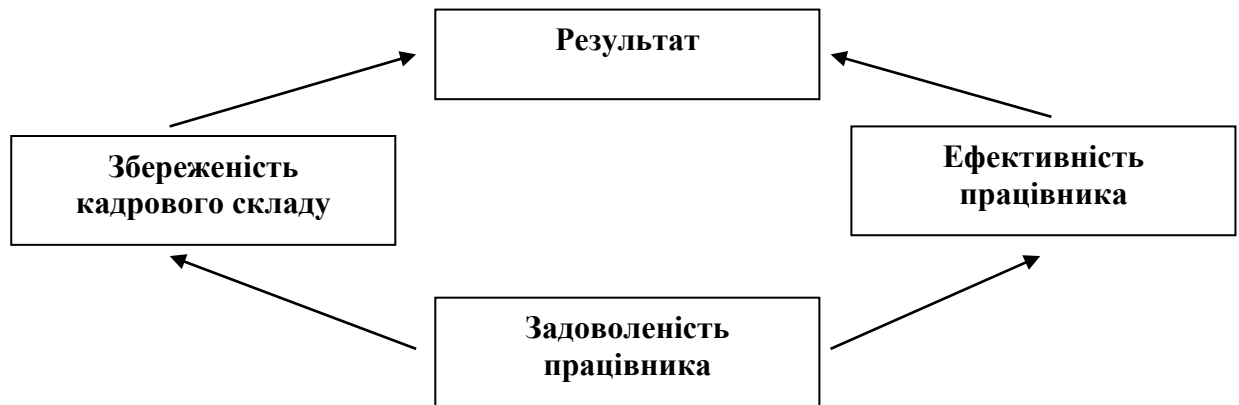 Результат
Збереженість
кадрового складу
Ефективність
працівника
Задоволеність
працівника